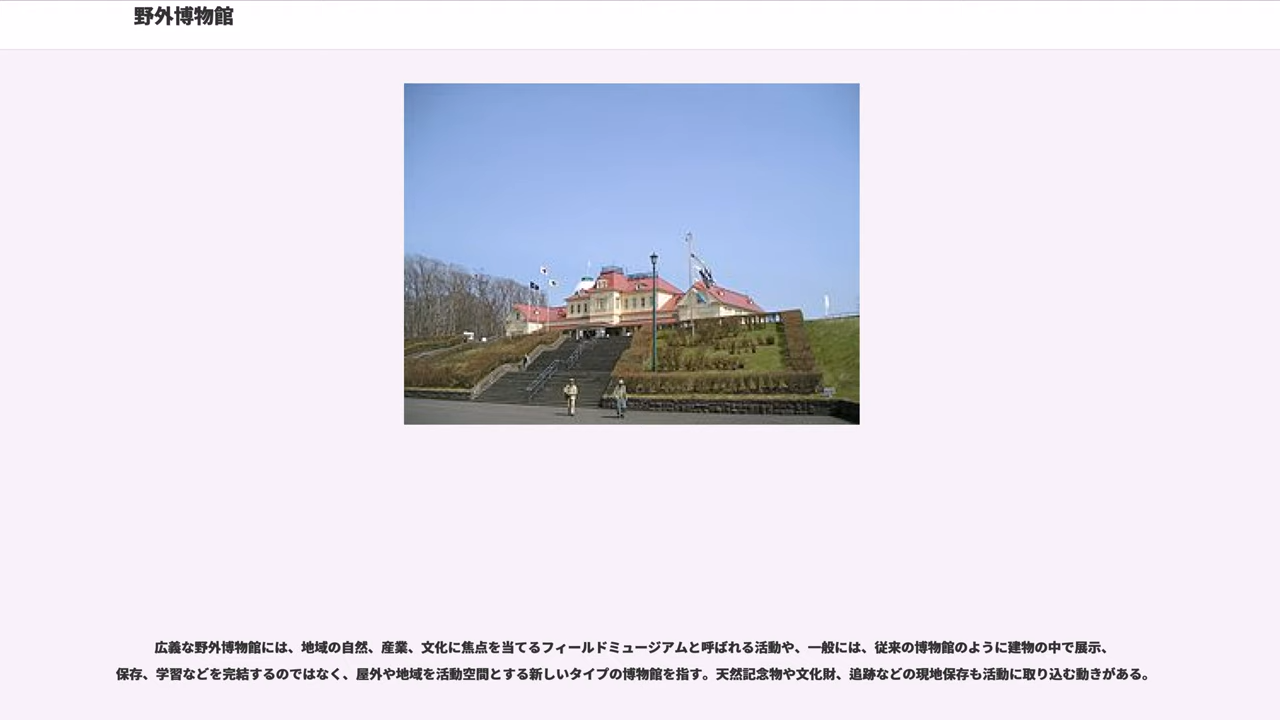 野外博物館
広義な野外博物館には、地域の自然、産業、文化に焦点を当てるフィールドミュージアムと呼ばれる活動や、一般には、従来の博物館のように建物の中で展示、
保存、学習などを完結するのではなく、屋外や地域を活動空間とする新しいタイプの博物館を指す。天然記念物や文化財、追跡などの現地保存も活動に取り込む動きがある。